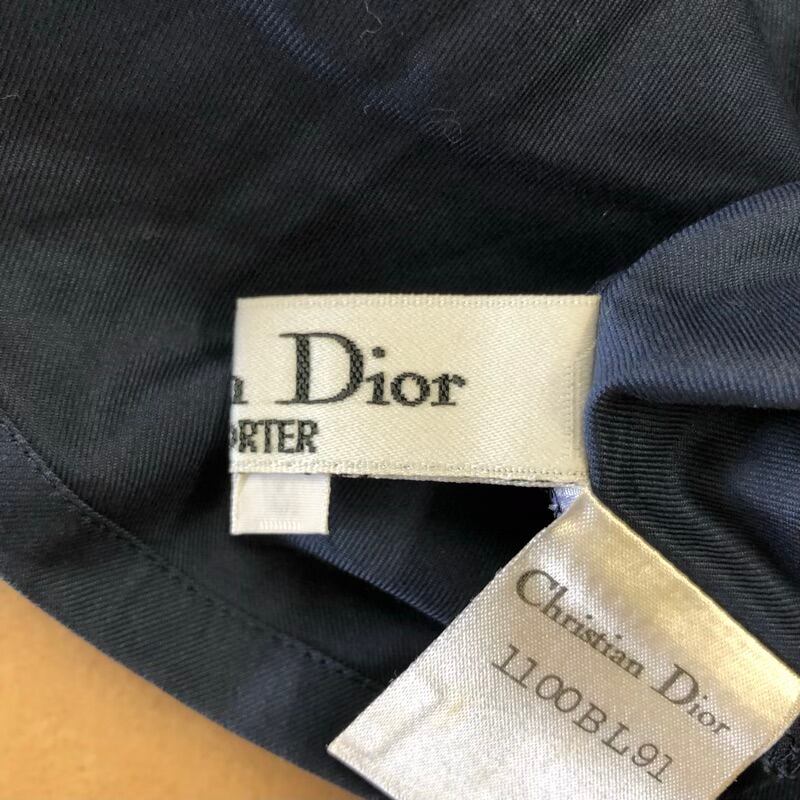 n Dior
ORTER
Christian Dior
1100BL91